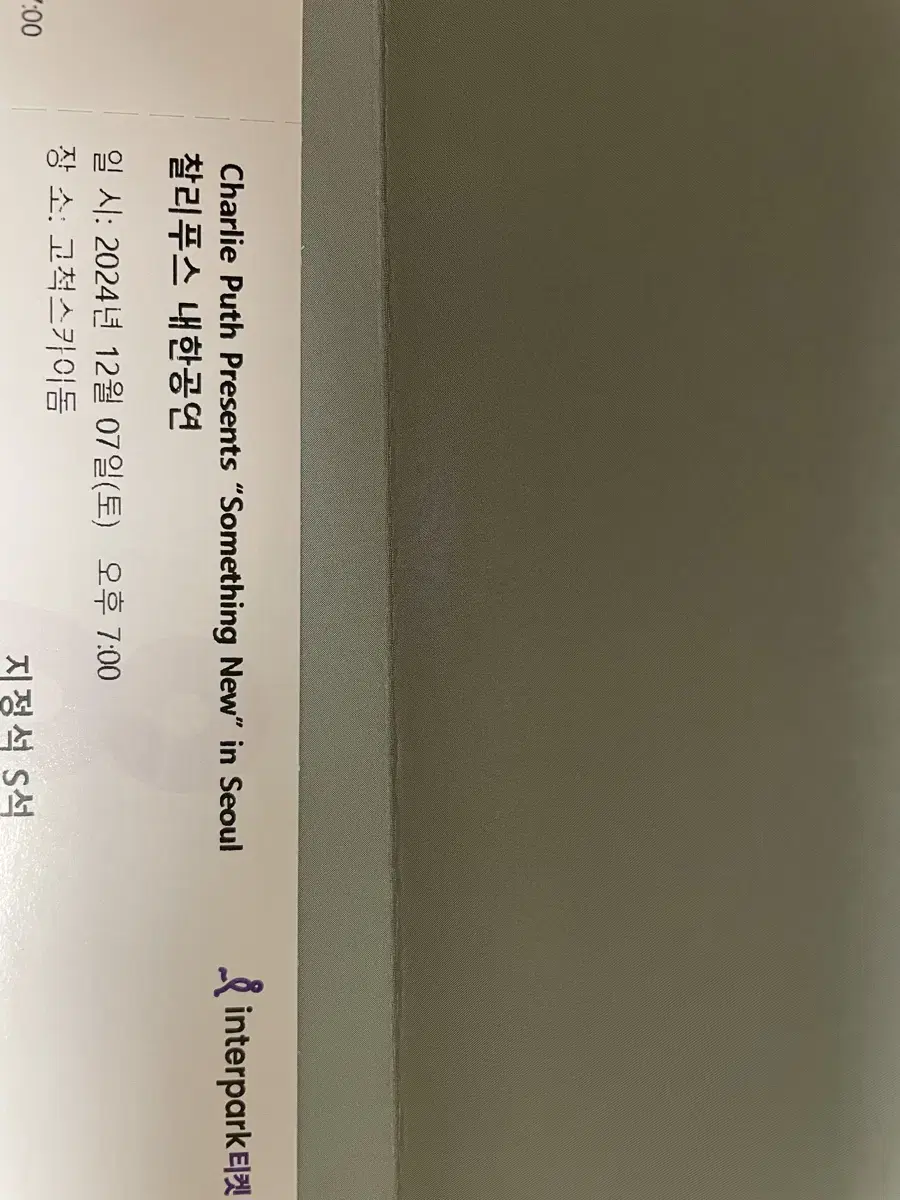 Charlie Puth Presents “Something New” in Seoul
interpark티켓
찰리푸스 내한공연
일 시: 2024년 12월 07일(토) 오후 7:00
장 소: 고척스카이돔
지정석 S석
:00